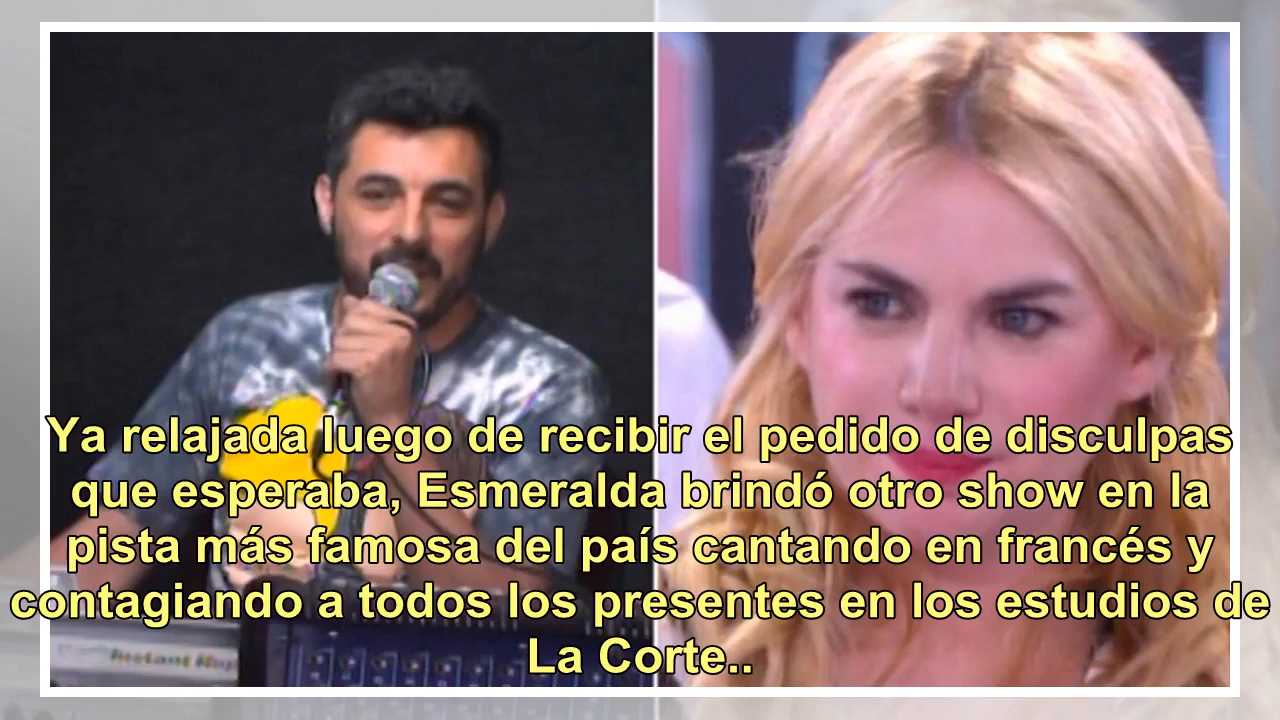 Ya relajada luego de recibir el pedido de disculpas
que esperaba, Esmeralda brindó otro show en la
pista más famosa del país cantando en francés y
contagiando a todos los presentes en los estudios de
La Corte..
Instant